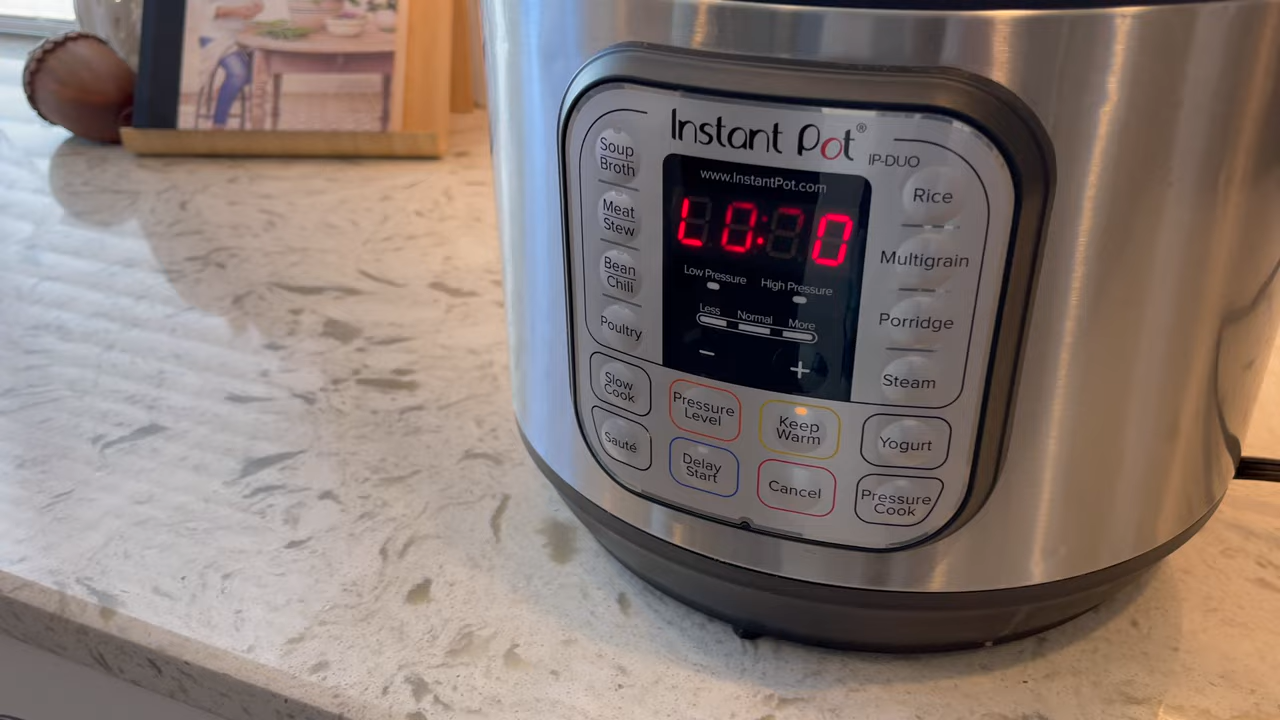 Instant Pot®
IP-DUO
www.InstantPot.com
L0:00
Low Pressure
High Pressure
Less
Normal
More
−
+
Soup
Broth
Meat
Stew
Bean
Chili
Poultry
Slow
Cook
Sauté
Pressure
Level
Delay
Start
Keep
Warm
Cancel
Rice
Multigrain
Porridge
Steam
Yogurt
Pressure
Cook